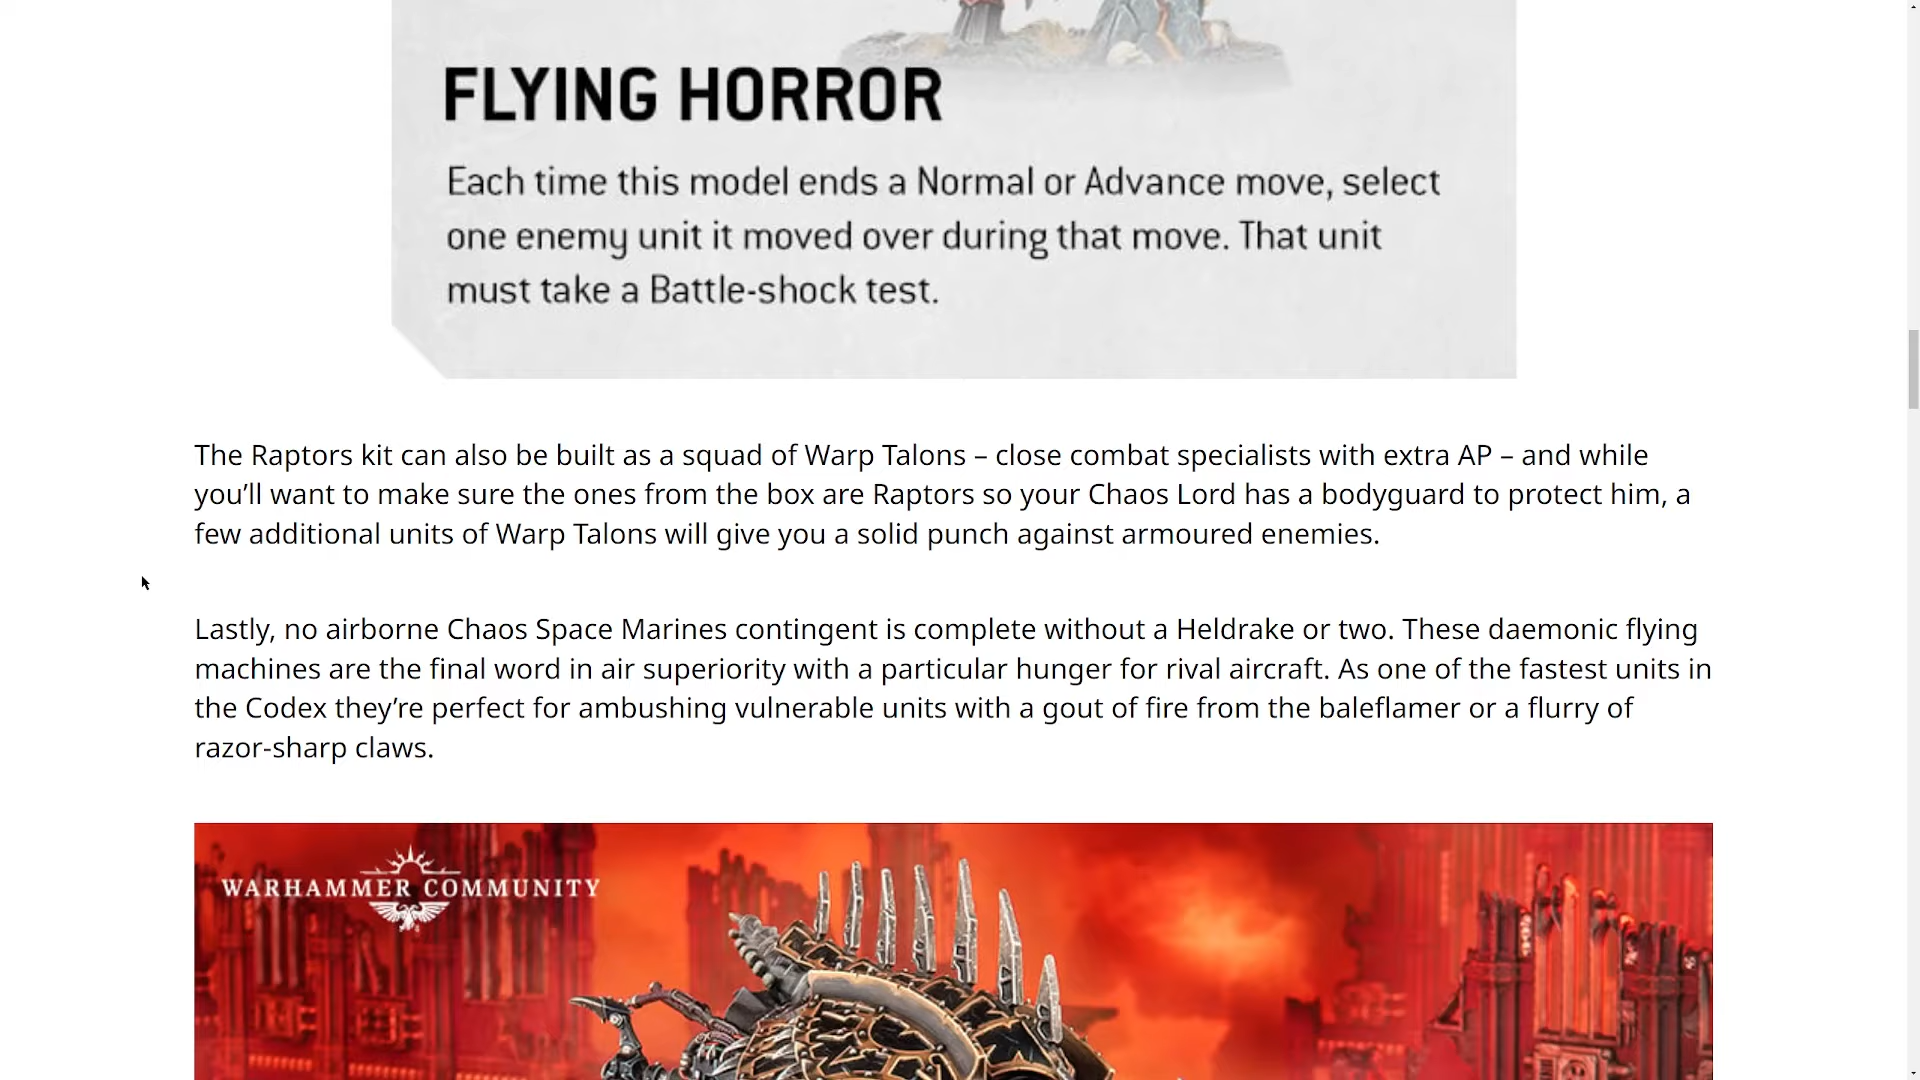 FLYING HORROR
Each time this model ends a Normal or Advance move, select
one enemy unit it moved over during that move. That unit
must take a Battle-shock test.
The Raptors kit can also be built as a squad of Warp Talons – close combat specialists with extra AP – and while
you’ll want to make sure the ones from the box are Raptors so your Chaos Lord has a bodyguard to protect him, a
few additional units of Warp Talons will give you a solid punch against armoured enemies.
Lastly, no airborne Chaos Space Marines contingent is complete without a Heldrake or two. These daemonic flying
machines are the final word in air superiority with a particular hunger for rival aircraft. As one of the fastest units in
the Codex they’re perfect for ambushing vulnerable units with a gout of fire from the baleflamer or a flurry of
razor-sharp claws.
WARHAMMER COMMUNITY